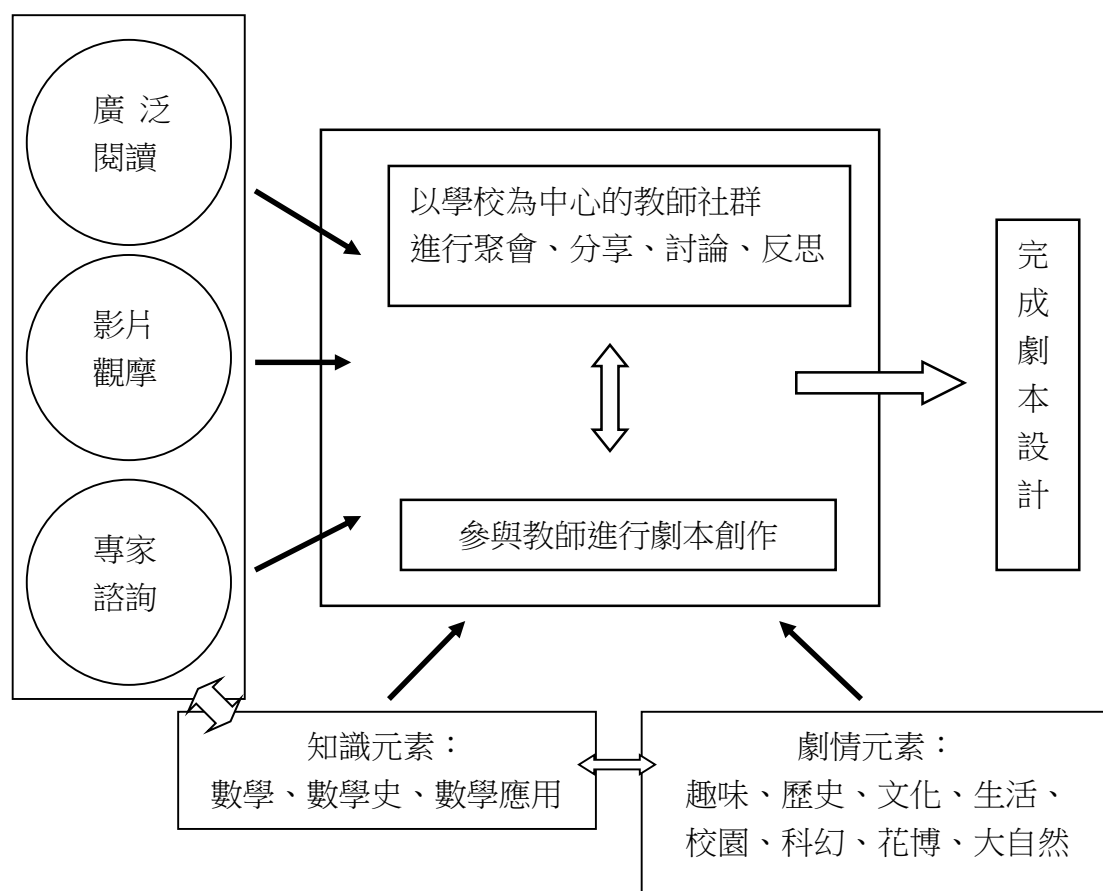 廣 泛
閱讀
影片
觀摩
專家
諮詢
以學校為中心的教師社群
進行聚會、分享、討論、反思
參與教師進行劇本創作
完成劇本設計
知識元素：
數學、數學史、數學應用
劇情元素：
趣味、歷史、文化、生活、
校園、科幻、花博、大自然